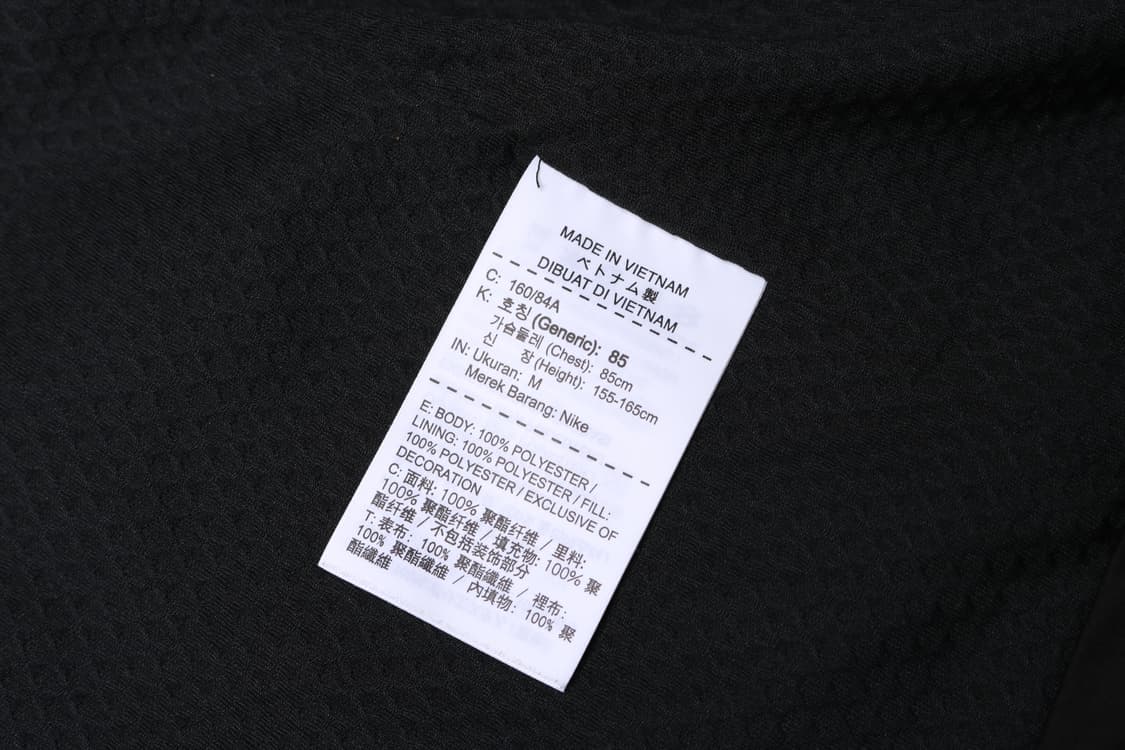 MADE IN VIETNAM
ベトナム製
DIBUAT DI VIETNAM
C: 160/84A
K: 호칭 (Generic): 85
가슴둘레 (Chest): 85cm
신 장 (Height): 155-165cm
IN: Ukuran: M
Merek Barang: Nike
E: BODY: 100% POLYESTER /
LINING: 100% POLYESTER / FILL:
100% POLYESTER / EXCLUSIVE OF
DECORATION
C: 面料: 100% 聚酯纤维 / 里料:
100% 聚酯纤维 / 填充物: 100% 聚
酯纤维 / 不包括装饰部分
T: 表布: 100% 聚酯纖維 / 裡布:
100% 聚酯纖維 / 內填物: 100% 聚
酯纖維